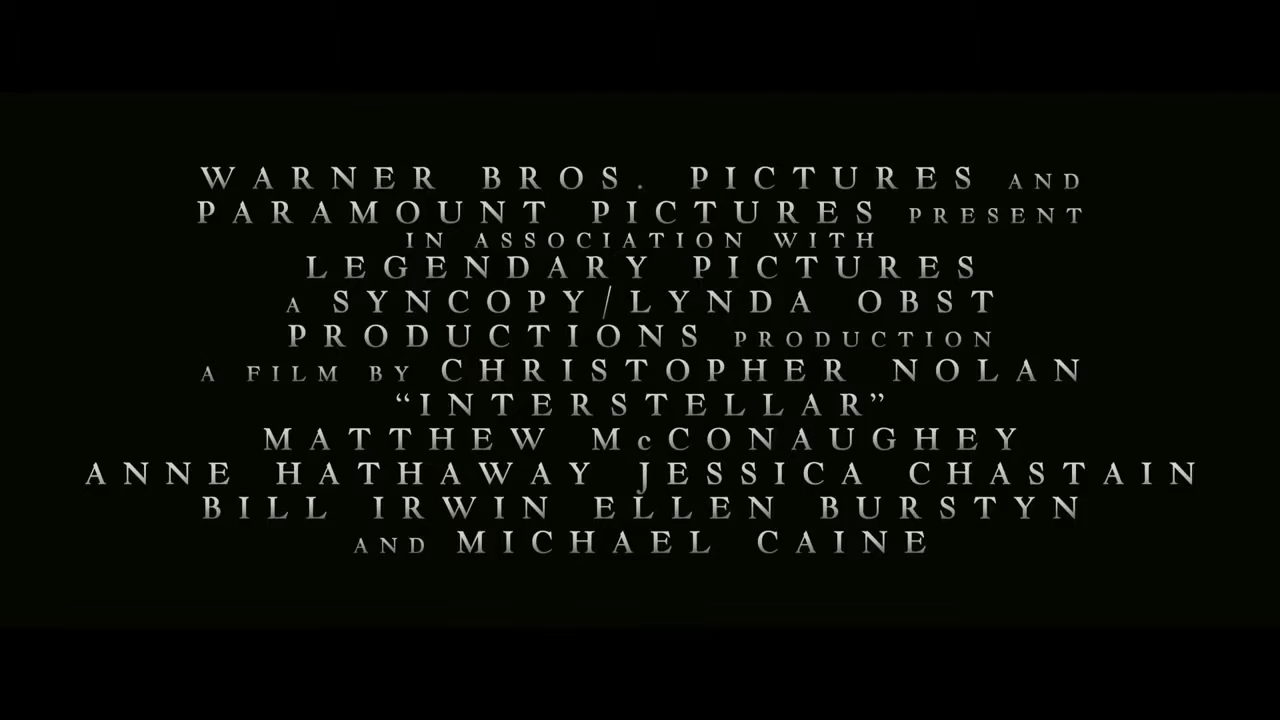 WARNER BROS. PICTURES AND
PARAMOUNT PICTURES PRESENT
IN ASSOCIATION WITH
LEGENDARY PICTURES
A SYNCOPY/LYNDA OBST
PRODUCTIONS PRODUCTION
A FILM BY CHRISTOPHER NOLAN
“INTERSTELLAR”
MATTHEW McCONAUGHEY
ANNE HATHAWAY JESSICA CHASTAIN
BILL IRWIN ELLEN BURSTYN
AND MICHAEL CAINE